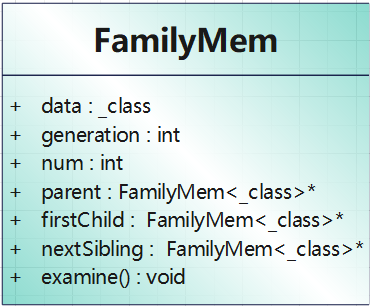 FamilyMem
+ data : _class
+ generation : int
+ num : int
+ parent : FamilyMem<_class>*
+ firstChild : FamilyMem<_class>*
+ nextSibling : FamilyMem<_class>*
+ examine() : void